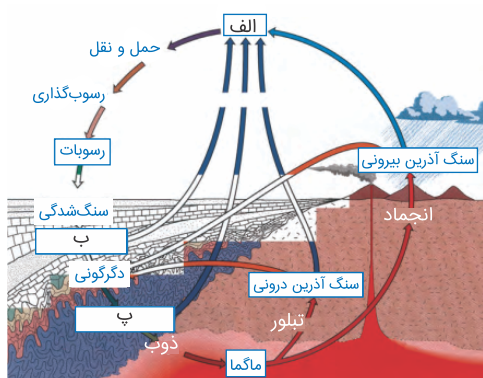 الف
حمل و نقل
رسوب‌گذاری
رسوبات
سنگ‌شدگی
ب
دگرگونی
پ
ذوب
ماگما
تبلور
سنگ آذرین درونی
انجماد
سنگ آذرین بیرونی